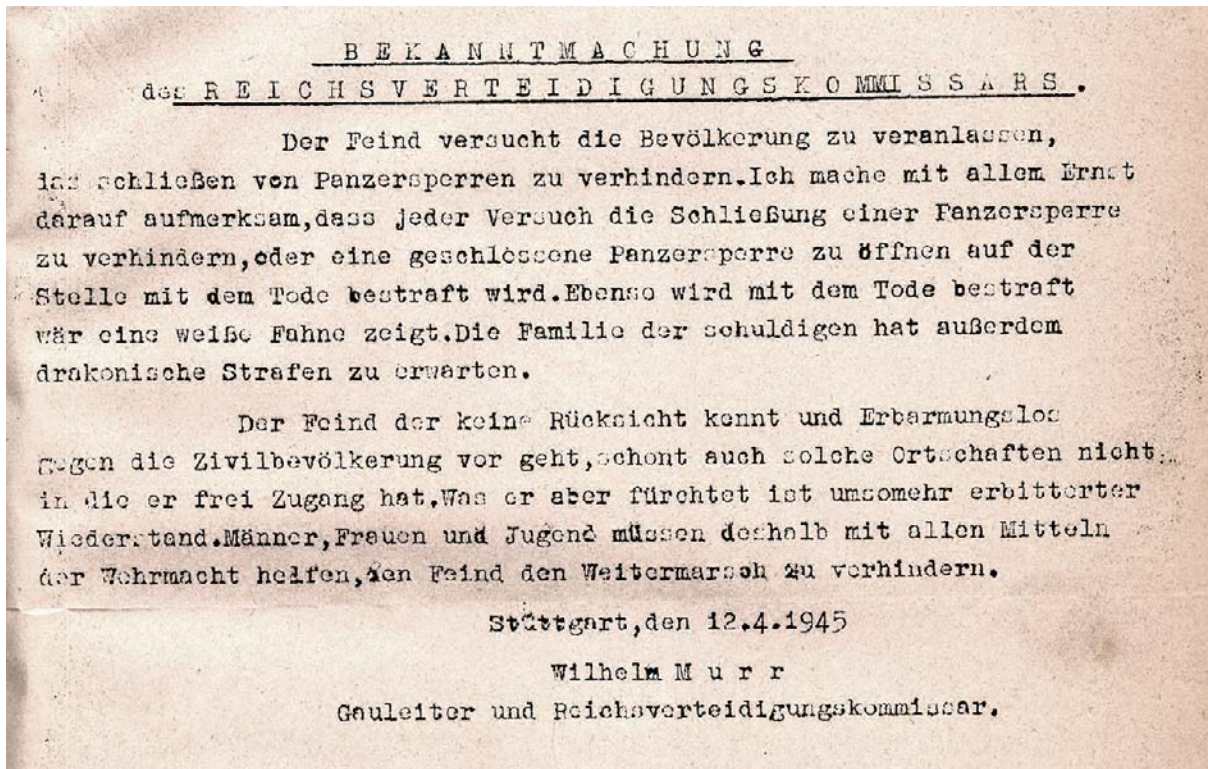 BEKANNTMACHUNG
des REICHSVERTEIDIGUNGSKOMMISSARS.
Der Feind versucht die Bevölkerung zu veranlassen,
das schließen von Panzersperren zu verhindern.Ich mache mit allem Ernst
darauf aufmerksam,dass jeder Versuch die Schließung einer Panzersperre
zu verhindern,oder eine geschlossene Panzersperre zu öffnen auf der
Stelle mit dem Tode bestraft wird.Ebenso wird mit dem Tode bestraft
wär eine weiße Fahne zeigt.Die Familie der schuldigen hat außerdem
drakonische Strafen zu erwarten.
Der Feind der keine Rücksicht kennt und Erbarmungslos
gegen die Zivilbevölkerung vor geht,schont auch solche Ortschaften nicht
in die er frei Zugang hat.Was er aber fürchtet ist umsomehr erbitterter
Wiederstand.Männer,Frauen und Jugend müssen deshalb mit allen Mitteln
der Wehrmacht helfen,den Feind den Weitermarsch zu verhindern.
Stuttgart,den 12.4.1945
Wilhelm Murr
Gauleiter und Reichsverteidigungskommissar.